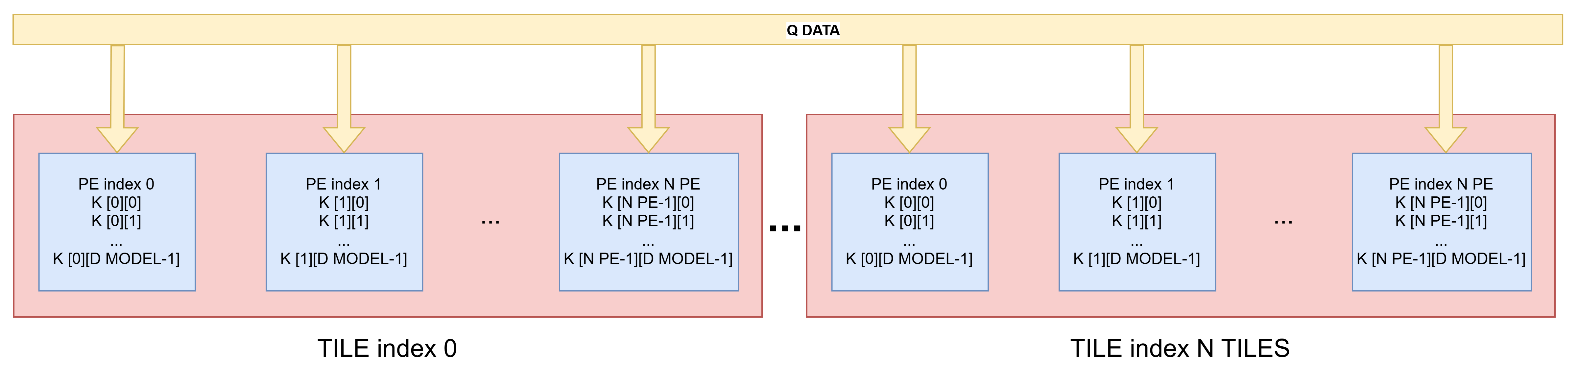 Q DATA
PE index 0
K [0][0]
K [0][1]
...
K [0][D MODEL-1]
PE index 1
K [1][0]
K [1][1]
...
K [1][D MODEL-1]
...
PE index N PE
K [N PE-1][0]
K [N PE-1][1]
...
K [N PE-1][D MODEL-1]
...
PE index 0
K [0][0]
K [0][1]
...
K [0][D MODEL-1]
PE index 1
K [1][0]
K [1][1]
...
K [1][D MODEL-1]
...
PE index N PE
K [N PE-1][0]
K [N PE-1][1]
...
K [N PE-1][D MODEL-1]
TILE index 0
TILE index N TILES